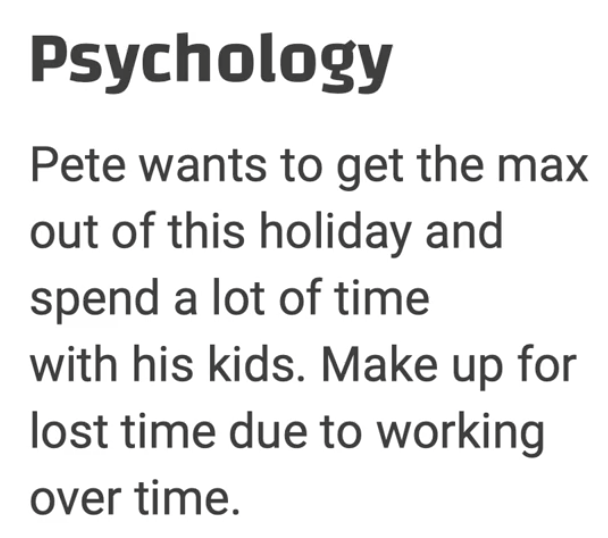 Psychology
Pete wants to get the max
out of this holiday and
spend a lot of time
with his kids. Make up for
lost time due to working
over time.